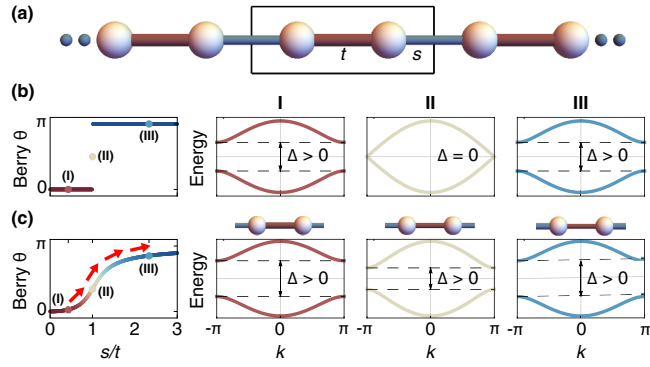 (a)
t
s
(b)
I
II
III
Berry θ
π
0
(I)
(II)
(III)
Energy
Δ > 0
Δ = 0
Δ > 0
(c)
Berry θ
π
0
(I)
(II)
(III)
0 1 2 3
s/t
Energy
Δ > 0
Δ > 0
Δ > 0
-π 0 π
-π 0 π
-π 0 π
k
k
k